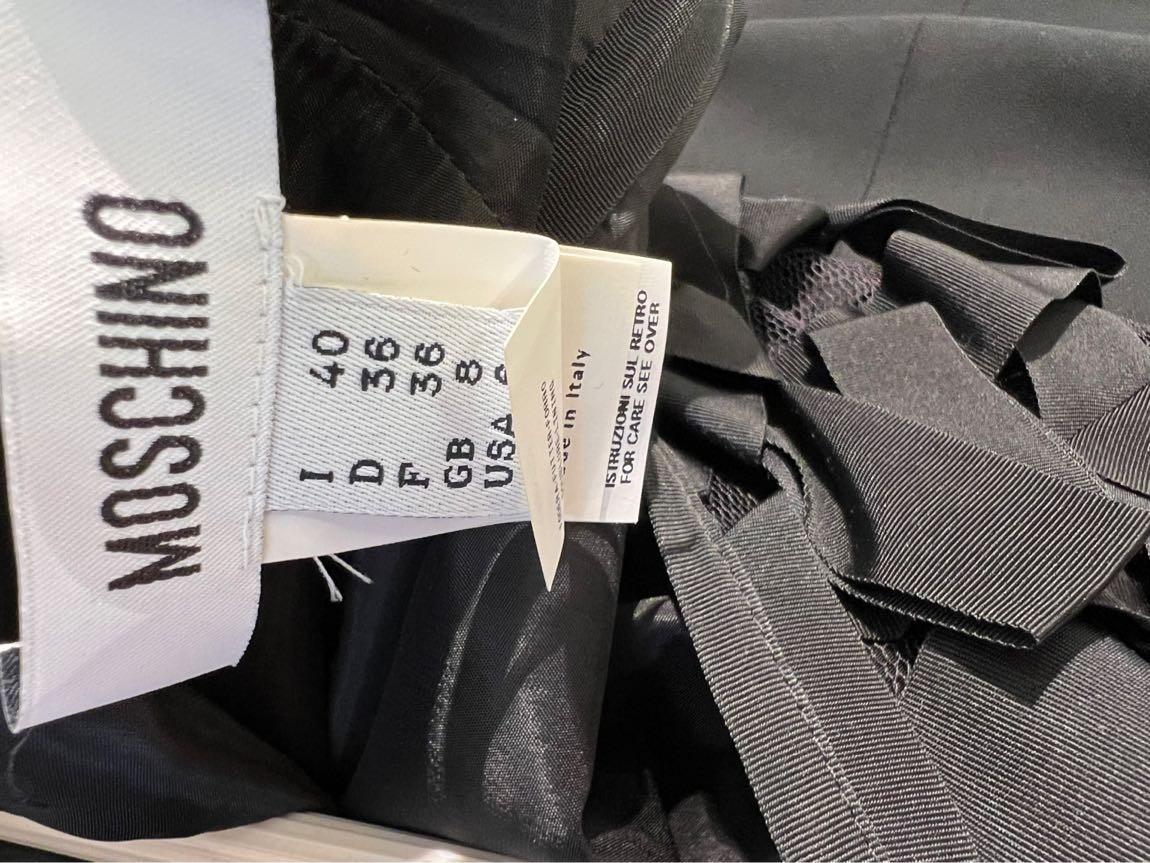 MOSCHINO
I 40
D 36
F 36
GB 8
USA
in Italy
ISTRUZIONI SUL RETRO
FOR CARE SEE OVER